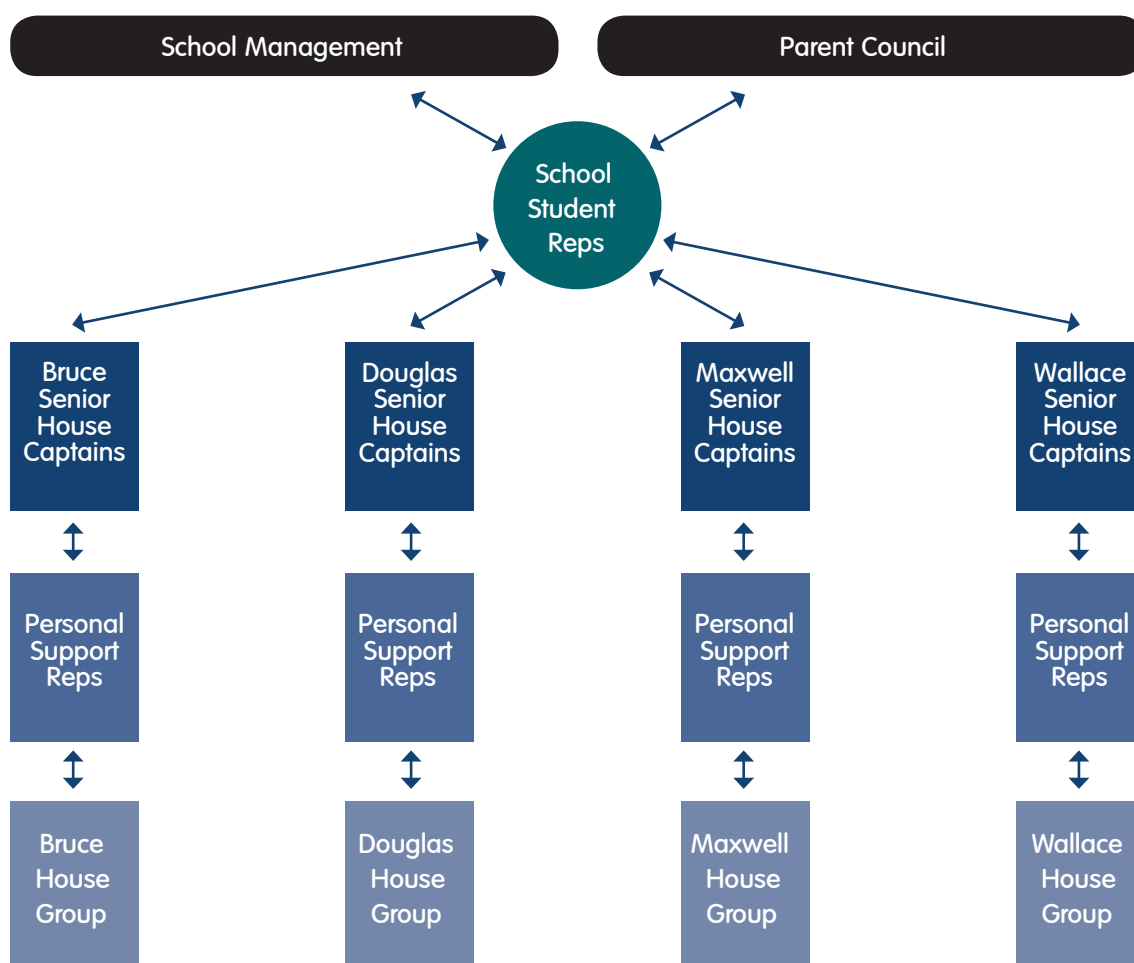 School Management
Parent Council
School
Student
Reps
Bruce
Senior
House
Captains
Douglas
Senior
House
Captains
Maxwell
Senior
House
Captains
Wallace
Senior
House
Captains
Personal
Support
Reps
Personal
Support
Reps
Personal
Support
Reps
Personal
Support
Reps
Bruce
House
Group
Douglas
House
Group
Maxwell
House
Group
Wallace
House
Group